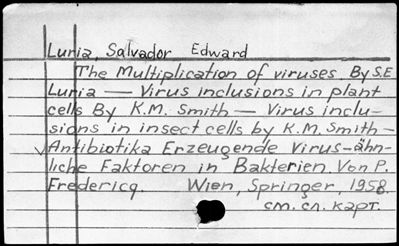 Luria, Salvador Edward
The Multiplication of viruses. By S.E
Luria — Virus inclusions in plant
cells By K.M. Smith — Virus inclu-
sions in insect cells by K.M. Smith -
✓Antibiotika Erzeugende Virus-ähn-
liche Faktoren in Bakterien. Von P.
Fredericq. Wien, Springer, 1958.
см. сл. карт.